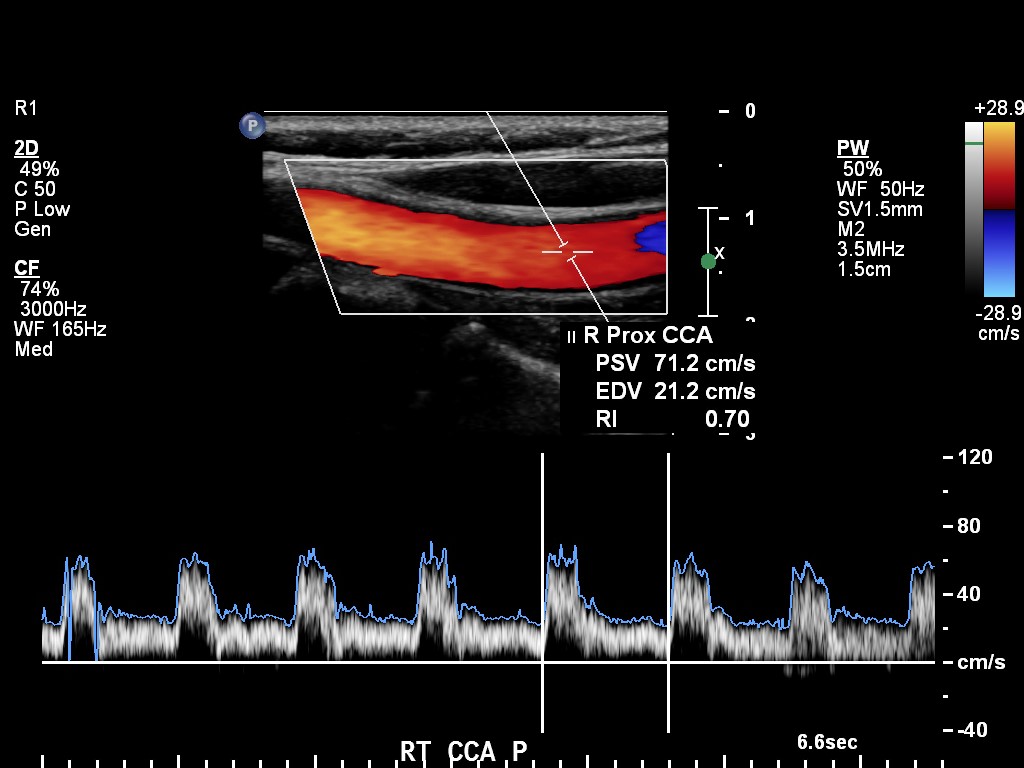 R1
2D
49%
C 50
P Low
Gen
CF
74%
3000Hz
WF 165Hz
Med
P
0
1
x
PW
50%
WF 50Hz
SV1.5mm
M2
3.5MHz
1.5cm
+28.9
-28.9
cm/s
R Prox CCA
PSV 71.2 cm/s
EDV 21.2 cm/s
RI 0.70
120
80
40
cm/s
-40
6.6sec
RT CCA P